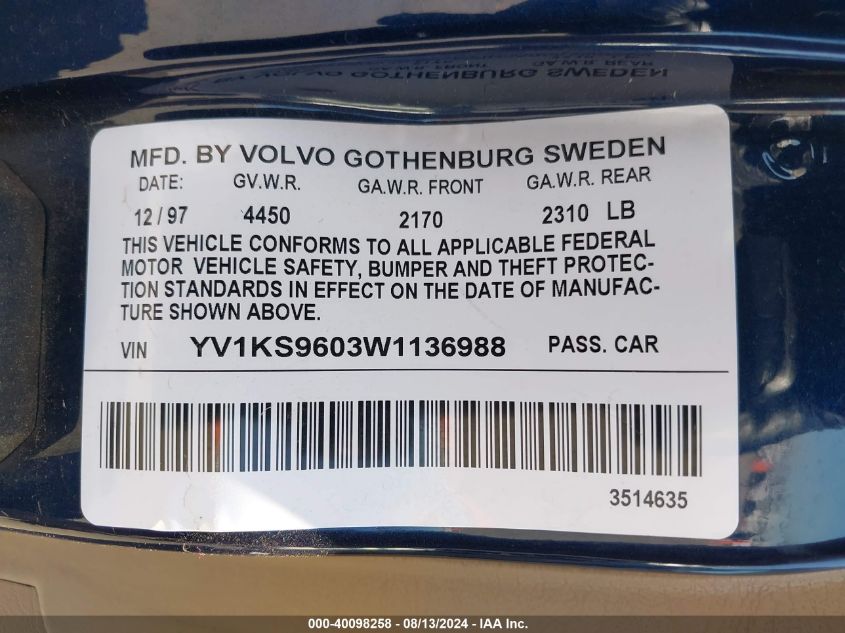 MFD. BY VOLVO GOTHENBURG SWEDEN
DATE: GV.W.R. GA.W.R. FRONT GA.W.R. REAR
12/97 4450 2170 2310 LB
THIS VEHICLE CONFORMS TO ALL APPLICABLE FEDERAL
MOTOR VEHICLE SAFETY, BUMPER AND THEFT PROTEC-
TION STANDARDS IN EFFECT ON THE DATE OF MANUFAC-
TURE SHOWN ABOVE.
VIN YV1KS9603W1136988 PASS. CAR
3514635
000-40098258 - 08/13/2024 - IAA Inc.